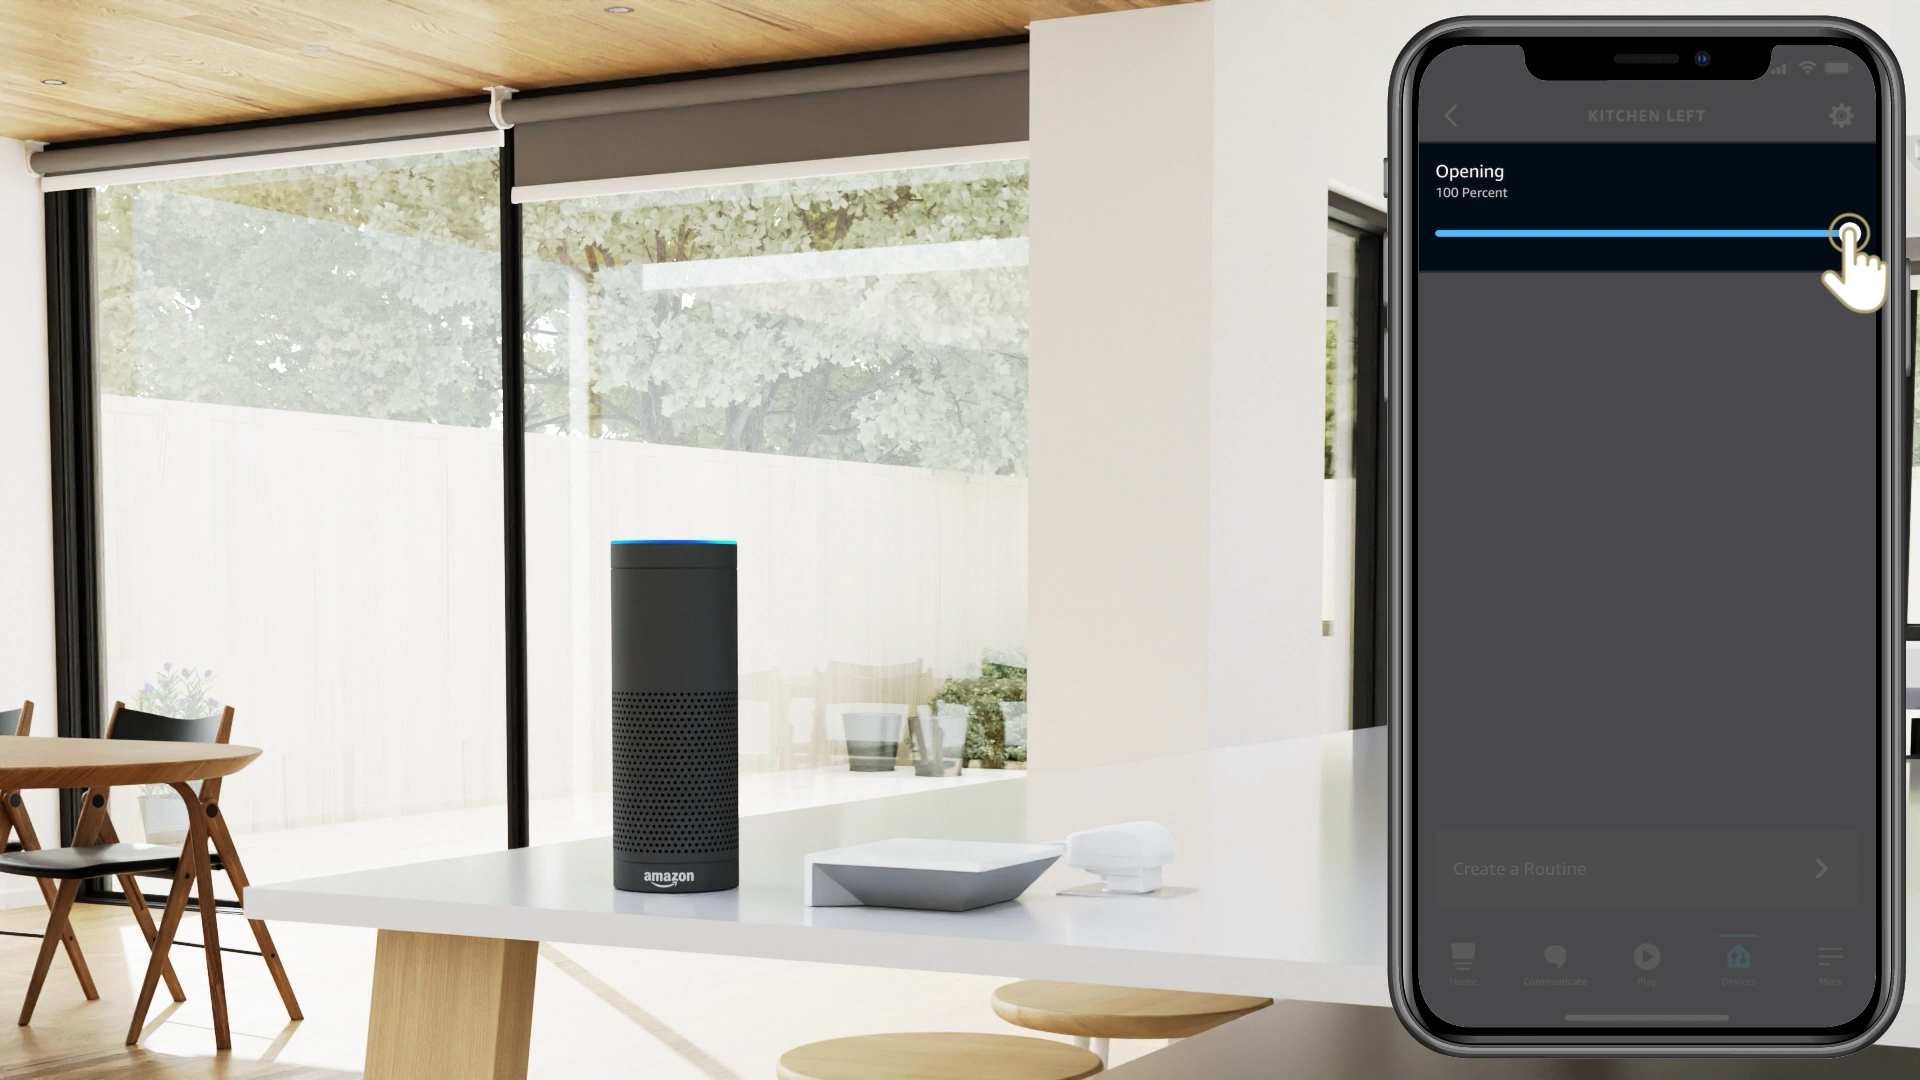 KITCHEN LEFT
Opening
100 Percent
amazon
Create a Routine
Home
Communicate
Play
Devices
More